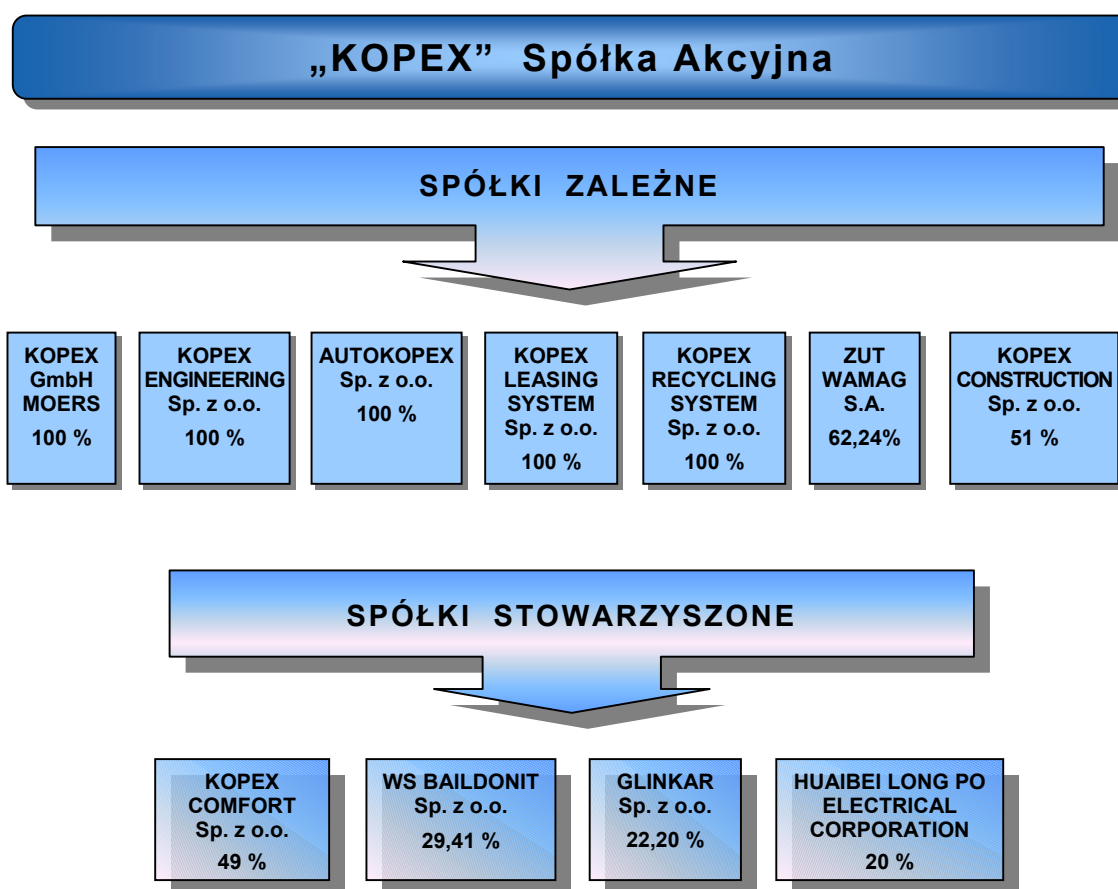 „KOPEX” Spółka Akcyjna
SPÓŁKI ZALEŻNE
KOPEX
GmbH
MOERS
100 %
KOPEX
ENGINEERING
Sp. z o.o.
100 %
AUTOKOPEX
Sp. z o.o.
100 %
KOPEX
LEASING
SYSTEM
Sp. z o.o.
100 %
KOPEX
RECYCLING
SYSTEM
Sp. z o.o.
100 %
ZUT
WAMAG
S.A.
62,24%
KOPEX
CONSTRUCTION
Sp. z o.o.
51 %
SPÓŁKI STOWARZYSZONE
KOPEX
COMFORT
Sp. z o.o.
49 %
WS BAILDONIT
Sp. z o.o.
29,41 %
GLINKAR
Sp. z o.o.
22,20 %
HUAIBEI LONG PO
ELECTRICAL
CORPORATION
20 %